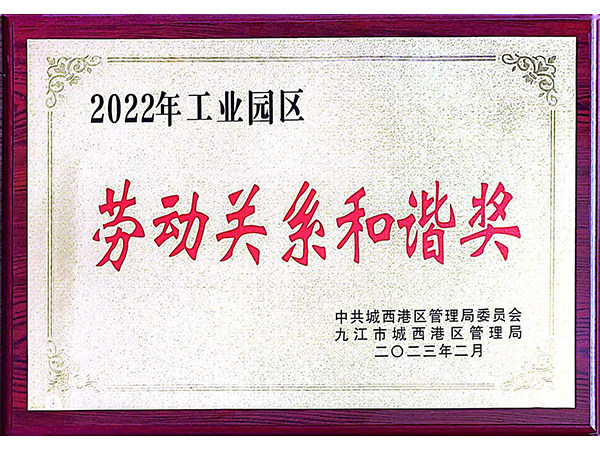 2022年工业园区
劳动关系和谐奖
中共城西港区管理局委员会
九江市城西港区管理局
二〇二三年二月